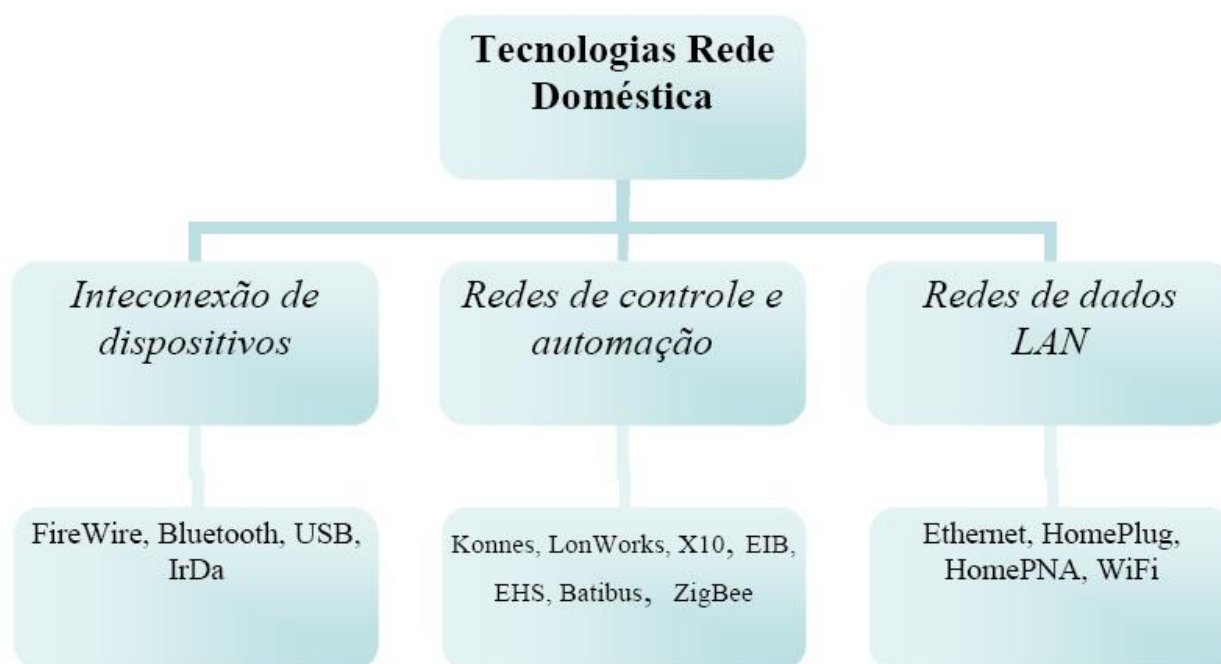 Tecnologias Rede
Doméstica
Inteconexão de
dispositivos
Redes de controle e
automação
Redes de dados
LAN
FireWire, Bluetooth, USB,
IrDa
Konnes, LonWorks, X10, EIB,
EHS, Batibus, ZigBee
Ethernet, HomePlug,
HomePNA, WiFi